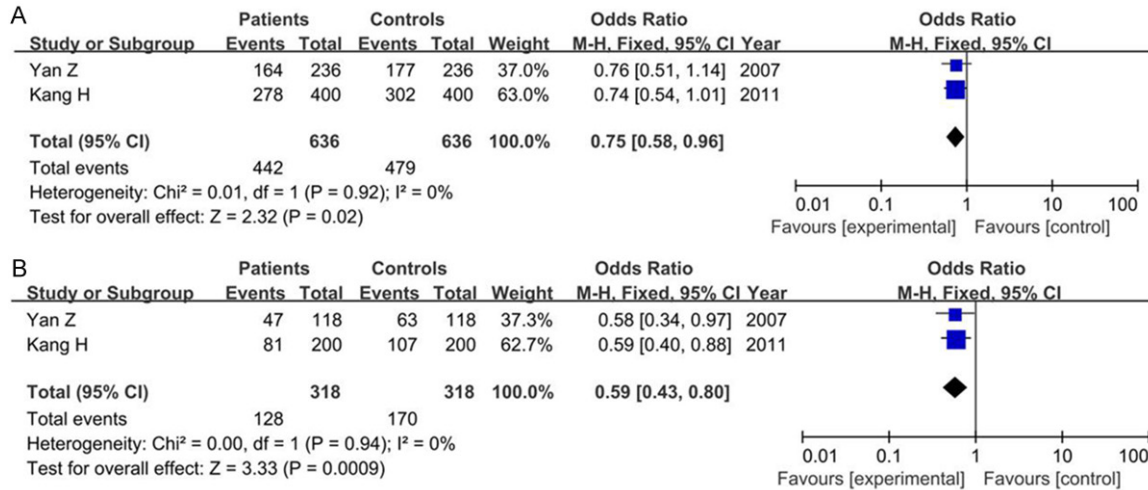 A
Patients Controls Odds Ratio Odds Ratio
Study or Subgroup Events Total Events Total Weight M-H, Fixed, 95% CI Year M-H, Fixed, 95% CI
Yan Z 164 236 177 236 37.0% 0.76 [0.51, 1.14] 2007
Kang H 278 400 302 400 63.0% 0.74 [0.54, 1.01] 2011
Total (95% CI) 636 636 100.0% 0.75 [0.58, 0.96]
Total events 442 479
Heterogeneity: Chi² = 0.01, df = 1 (P = 0.92); I² = 0%
Test for overall effect: Z = 2.32 (P = 0.02)
0.01 0.1 1 10 100
Favours [experimental] Favours [control]
B
Patients Controls Odds Ratio Odds Ratio
Study or Subgroup Events Total Events Total Weight M-H, Fixed, 95% CI Year M-H, Fixed, 95% CI
Yan Z 47 118 63 118 37.3% 0.58 [0.34, 0.97] 2007
Kang H 81 200 107 200 62.7% 0.59 [0.40, 0.88] 2011
Total (95% CI) 318 318 100.0% 0.59 [0.43, 0.80]
Total events 128 170
Heterogeneity: Chi² = 0.00, df = 1 (P = 0.94); I² = 0%
Test for overall effect: Z = 3.33 (P = 0.0009)
0.01 0.1 1 10 100
Favours [experimental] Favours [control]